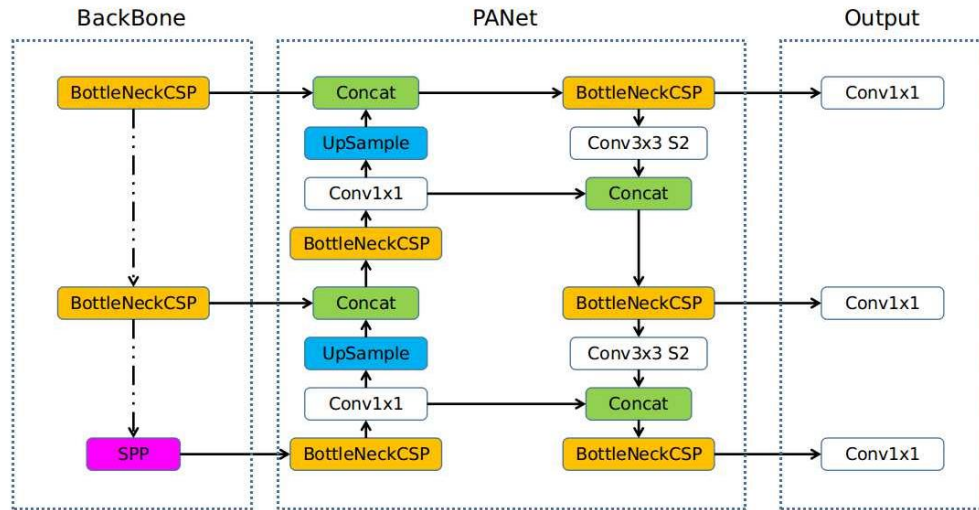 BackBone
PANet
Output
BottleNeckCSP
Concat
BottleNeckCSP
Conv1x1
UpSample
Conv3x3 S2
Conv1x1
Concat
BottleNeckCSP
BottleNeckCSP
Concat
BottleNeckCSP
Conv1x1
UpSample
Conv3x3 S2
Conv1x1
Concat
SPP
BottleNeckCSP
BottleNeckCSP
Conv1x1